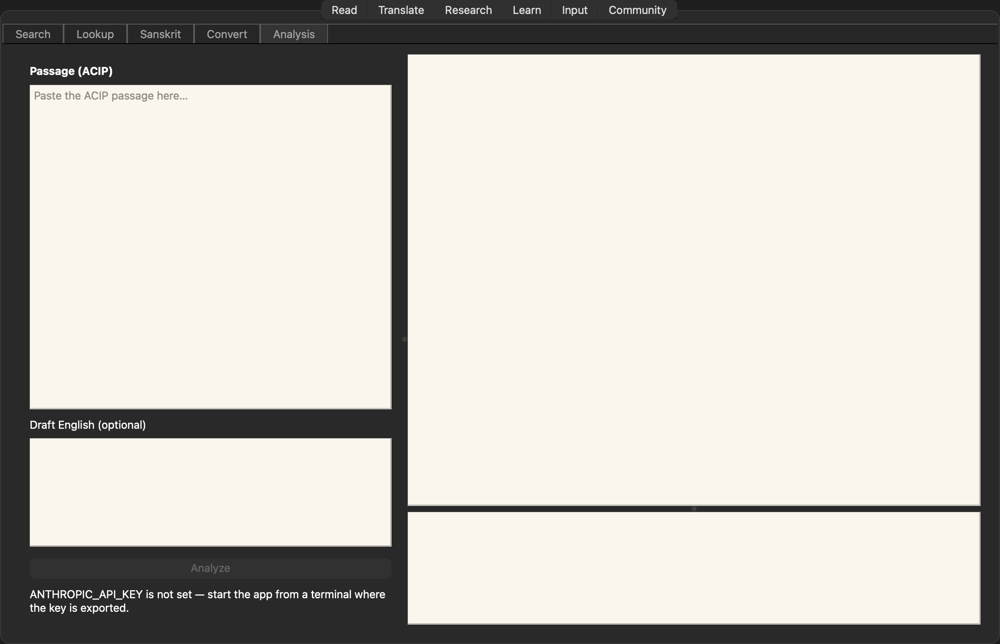 Read Translate Research Learn Input Community
Search Lookup Sanskrit Convert Analysis
Passage (ACIP)
Paste the ACIP passage here...
Draft English (optional)
Analyze
ANTHROPIC_API_KEY is not set — start the app from a terminal where
the key is exported.